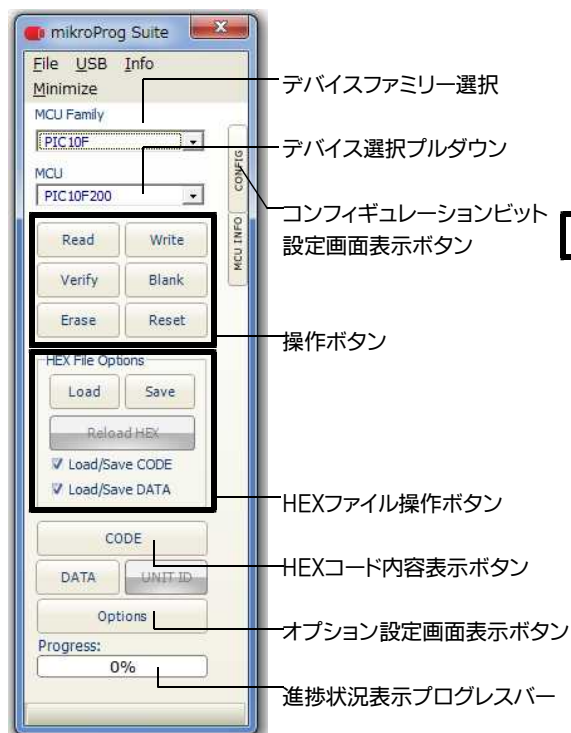 mikroProg Suite
File USB Info
Minimize
MCU Family
PIC10F
MCU
PIC10F200
CONFIG
MCU INFO
Read Write
Verify Blank
Erase Reset
HEX File Options
Load Save
Reload HEX
Load/Save CODE
Load/Save DATA
CODE
DATA UNIT ID
Options
Progress:
0%
デバイスファミリー選択
デバイス選択プルダウン
コンフィギュレーションビット
設定画面表示ボタン
操作ボタン
HEXファイル操作ボタン
HEXコード内容表示ボタン
オプション設定画面表示ボタン
進捗状況表示プログレスバー